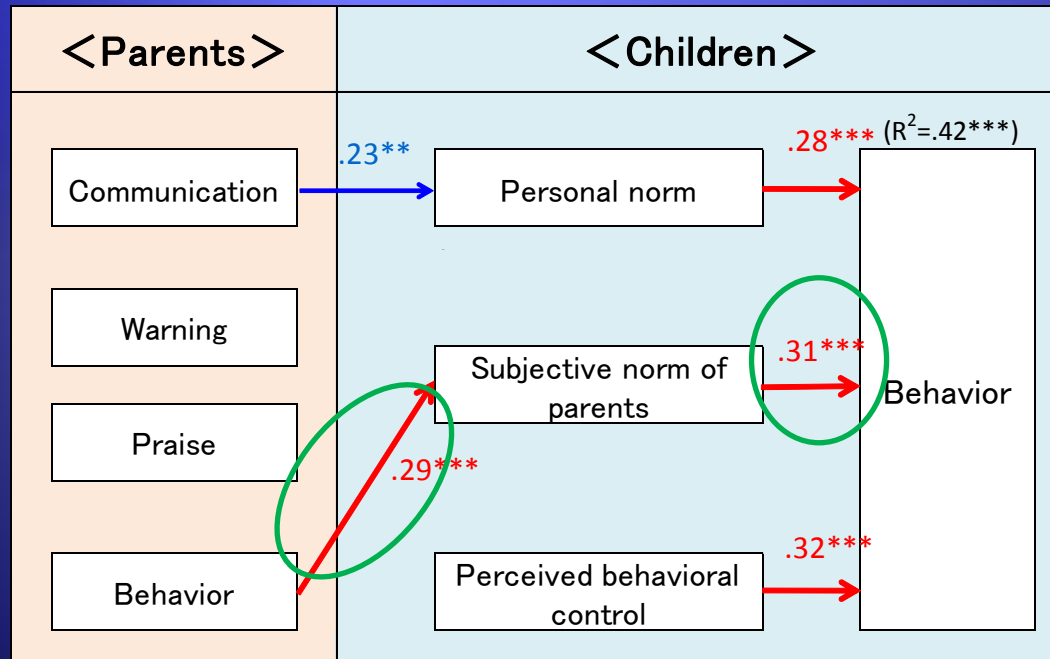 ＜Parents＞
＜Children＞
(R²=.42***)
.23**
.28***
Communication
Personal norm
Warning
.31***
Subjective norm of
parents
Behavior
Praise
.29***
.32***
Behavior
Perceived behavioral
control